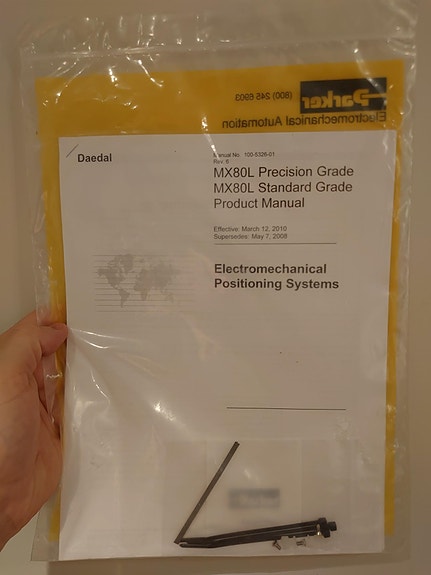 (800) 245 6903
Parker
Electromechanical Automation
Daedal
Manual No. 100-5326-01
Rev. 6
MX80L Precision Grade
MX80L Standard Grade
Product Manual
Effective: March 12, 2010
Supersedes: May 7, 2008
Electromechanical
Positioning Systems